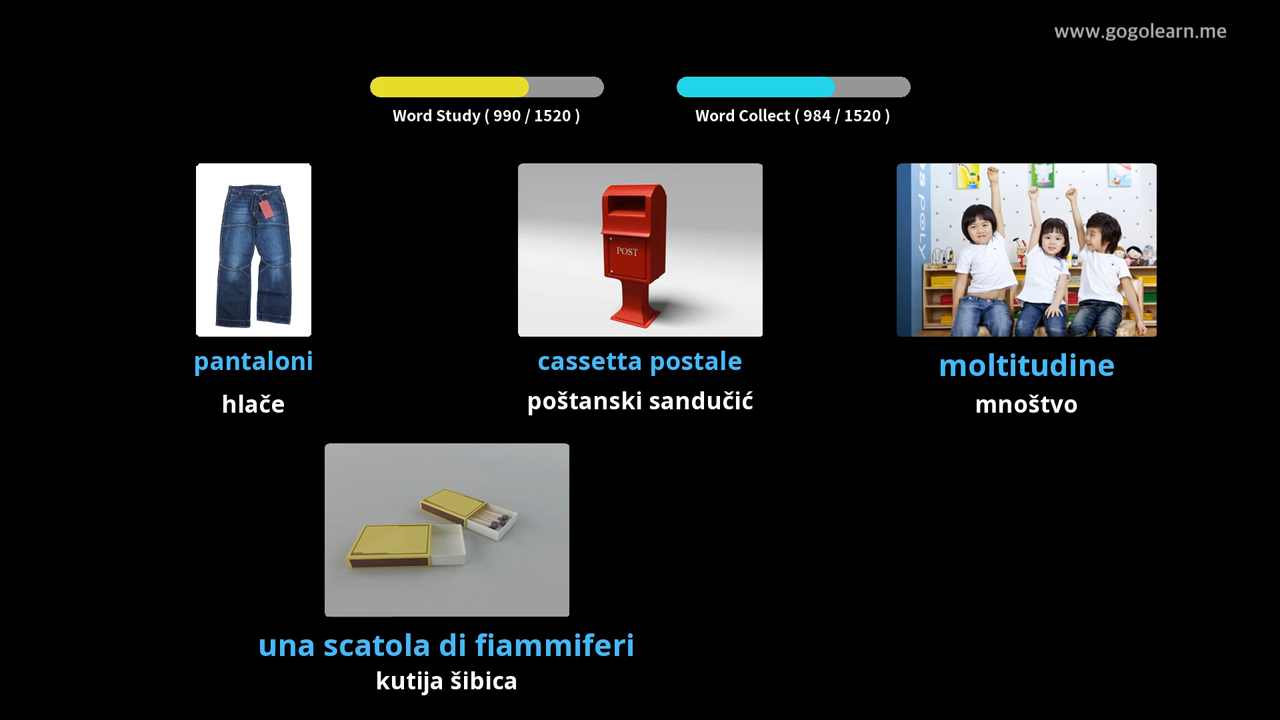 www.gogolearn.me
Word Study ( 990 / 1520 )
Word Collect ( 984 / 1520 )
POST
pantaloni
cassetta postale
moltitudine
hlače
poštanski sandučić
mnoštvo
una scatola di fiammiferi
kutija šibica